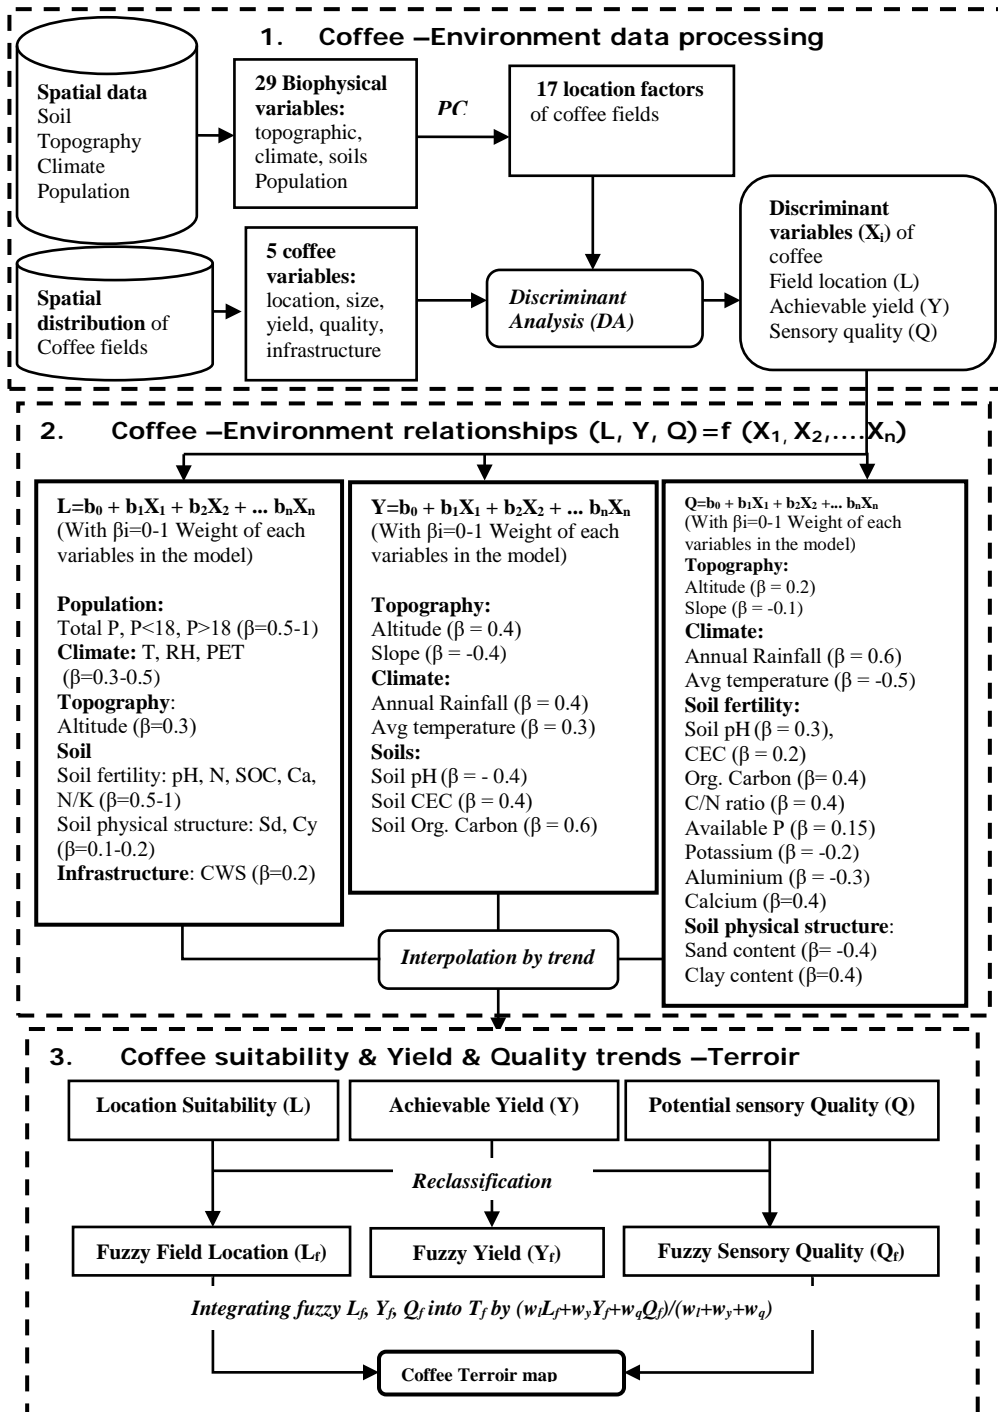 1. Coffee –Environment data processing
Spatial data
Soil
Topography
Climate
Population
29 Biophysical
variables:
topographic,
climate, soils
Population
PC
17 location factors
of coffee fields
Spatial
distribution of
Coffee fields
5 coffee
variables:
location, size,
yield, quality,
infrastructure
Discriminant
Analysis (DA)
Discriminant
variables (Xi) of
coffee
Field location (L)
Achievable yield (Y)
Sensory quality (Q)
2. Coffee –Environment relationships (L, Y, Q)=f (X1, X2,....Xn)
L=b0 + b1X1 + b2X2 + ... bnXn
(With βi=0-1 Weight of each
variables in the model)
Population:
Total P, P<18, P>18 (β=0.5-1)
Climate: T, RH, PET
(β=0.3-0.5)
Topography:
Altitude (β=0.3)
Soil
Soil fertility: pH, N, SOC, Ca,
N/K (β=0.5-1)
Soil physical structure: Sd, Cy
(β=0.1-0.2)
Infrastructure: CWS (β=0.2)
Y=b0 + b1X1 + b2X2 + ... bnXn
(With βi=0-1 Weight of each
variables in the model)
Topography:
Altitude (β = 0.4)
Slope (β = -0.4)
Climate:
Annual Rainfall (β = 0.4)
Avg temperature (β = 0.3)
Soils:
Soil pH (β = - 0.4)
Soil CEC (β = 0.4)
Soil Org. Carbon (β = 0.6)
Q=b0 + b1X1 + b2X2 +... bnXn
(With βi=0-1 Weight of each
variables in the model)
Topography:
Altitude (β = 0.2)
Slope (β = -0.1)
Climate:
Annual Rainfall (β = 0.6)
Avg temperature (β = -0.5)
Soil fertility:
Soil pH (β = 0.3),
CEC (β = 0.2)
Org. Carbon (β= 0.4)
C/N ratio (β = 0.4)
Available P (β = 0.15)
Potassium (β = -0.2)
Aluminium (β = -0.3)
Calcium (β=0.4)
Soil physical structure:
Sand content (β= -0.4)
Clay content (β=0.4)
Interpolation by trend
3. Coffee suitability & Yield & Quality trends –Terroir
Location Suitability (L)
Achievable Yield (Y)
Potential sensory Quality (Q)
Reclassification
Fuzzy Field Location (Lf)
Fuzzy Yield (Yf)
Fuzzy Sensory Quality (Qf)
Integrating fuzzy Lf, Yf, Qf into Tf by (wlLf+wyYf+wqQf)/(wl+wy+wq)
Coffee Terroir map